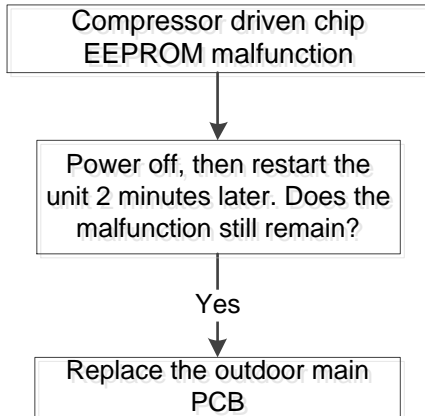 Compressor driven chip
EEPROM malfunction
Power off, then restart the
unit 2 minutes later. Does the
malfunction still remain?
Yes
Replace the outdoor main
PCB